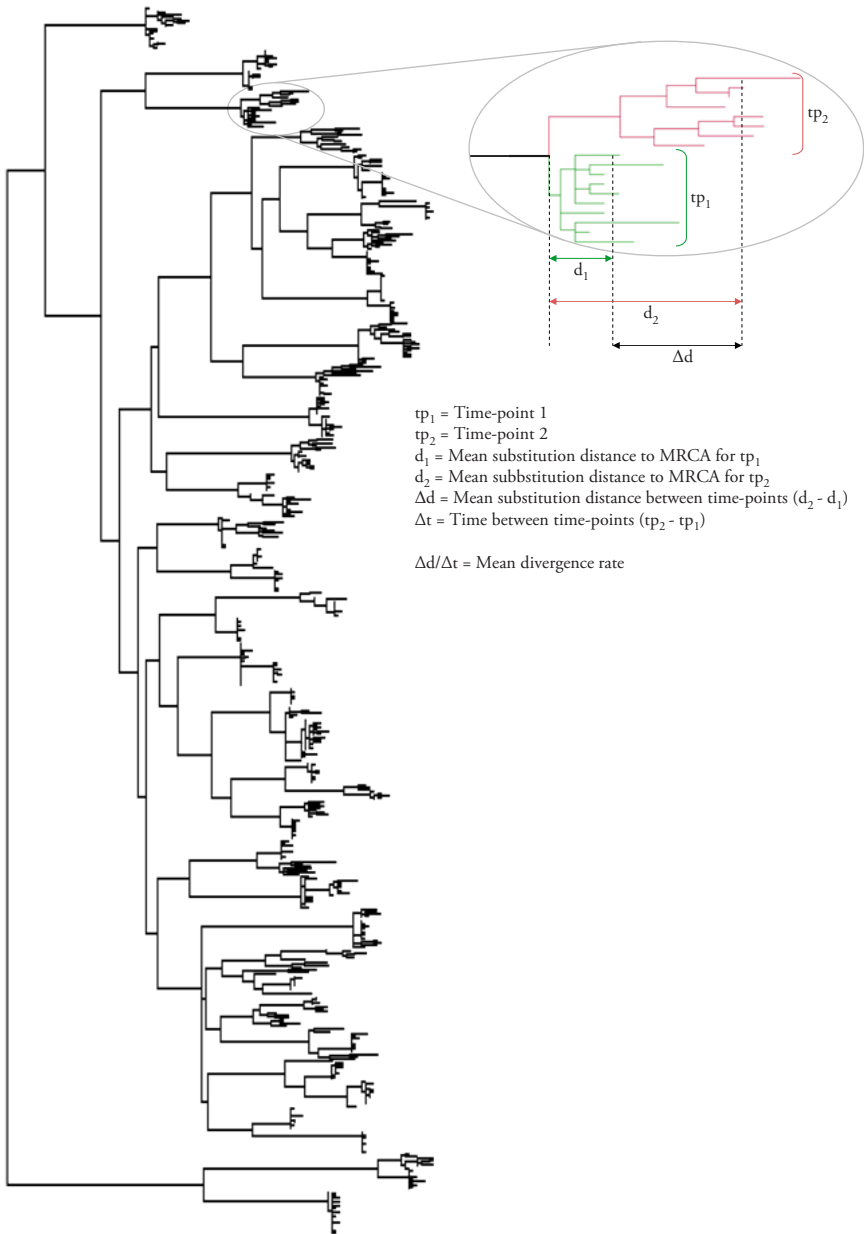 tp2
tp1
d1
d2
Δd
tp1 = Time-point 1
tp2 = Time-point 2
d1 = Mean substitution distance to MRCA for tp1
d2 = Mean subbstitution distance to MRCA for tp2
Δd = Mean substitution distance between time-points (d2 - d1)
Δt = Time between time-points (tp2 - tp1)
Δd/Δt = Mean divergence rate